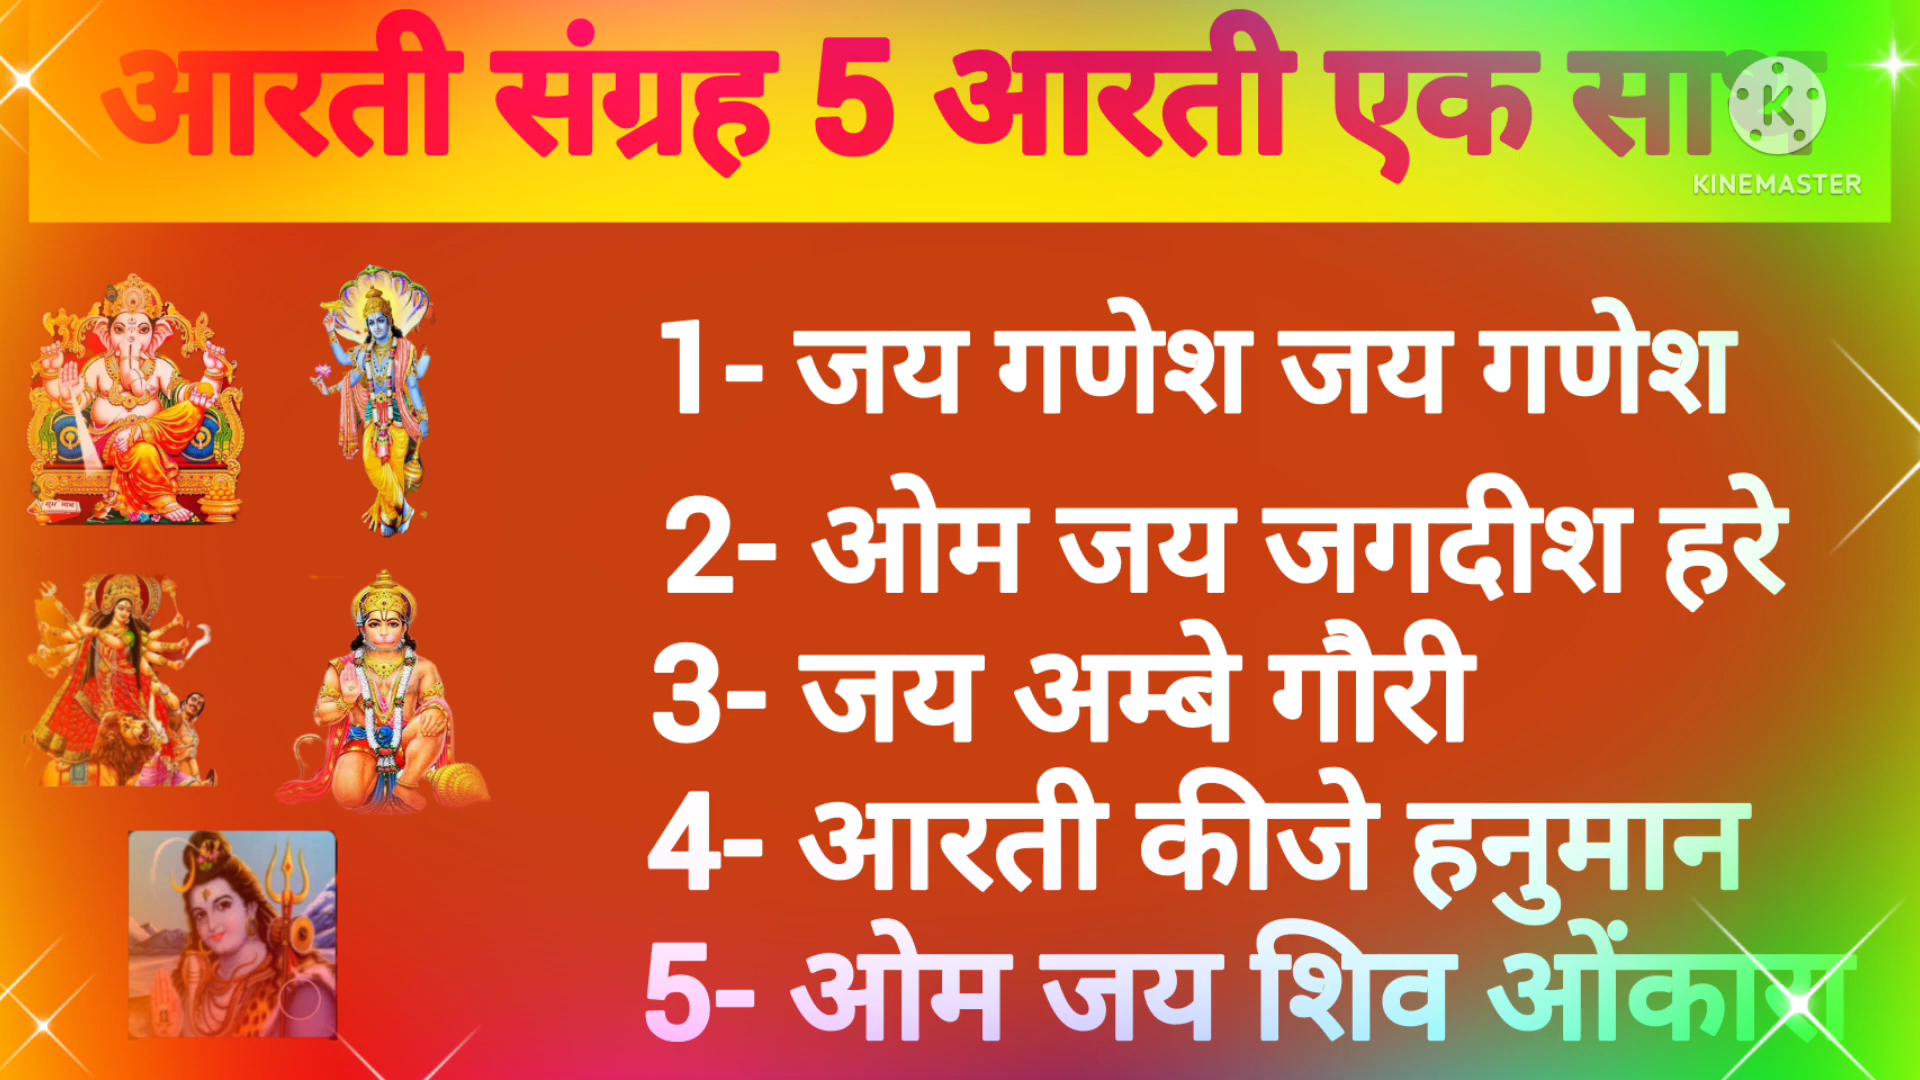 आरती संग्रह 5 आरती एक साथ
KINEMASTER
1- जय गणेश जय गणेश
2- ओम जय जगदीश हरे
3- जय अम्बे गौरी
4- आरती कीजे हनुमान
5- ओम जय शिव ओंकारा